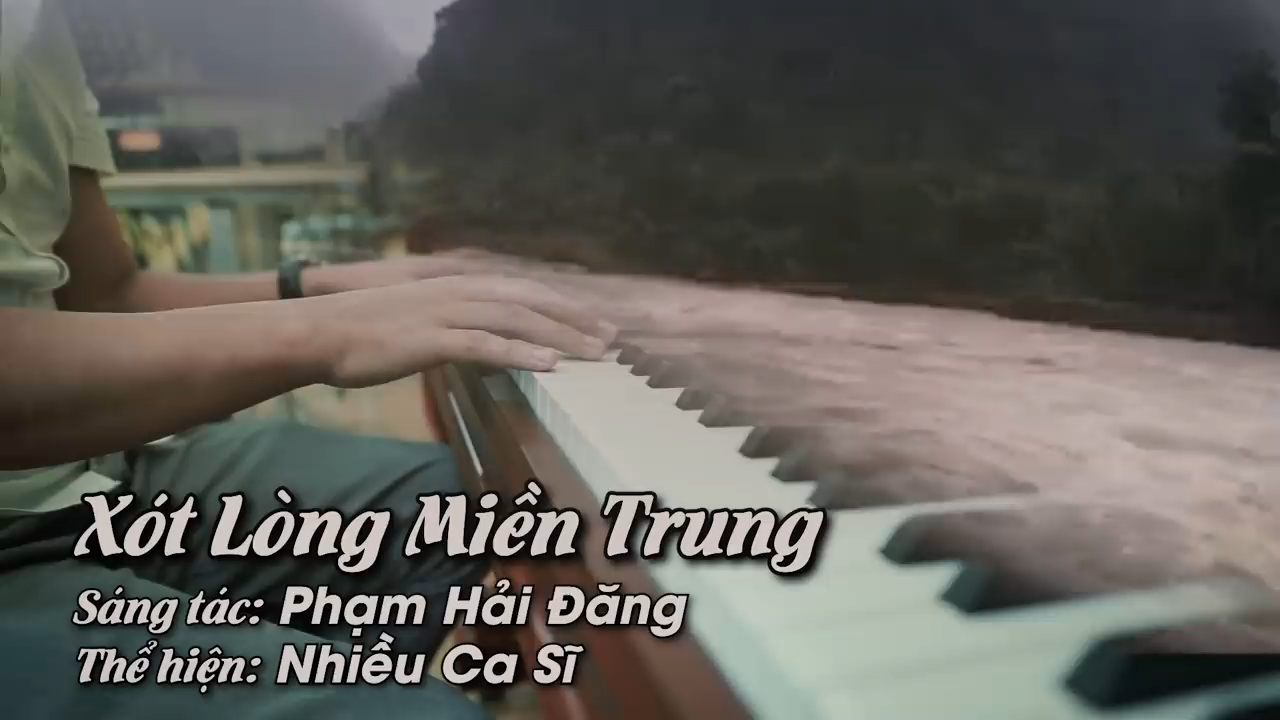 Xót Lòng Miền Trung
Sáng tác: Phạm Hải Đăng
Thể hiện: Nhiều Ca Sĩ